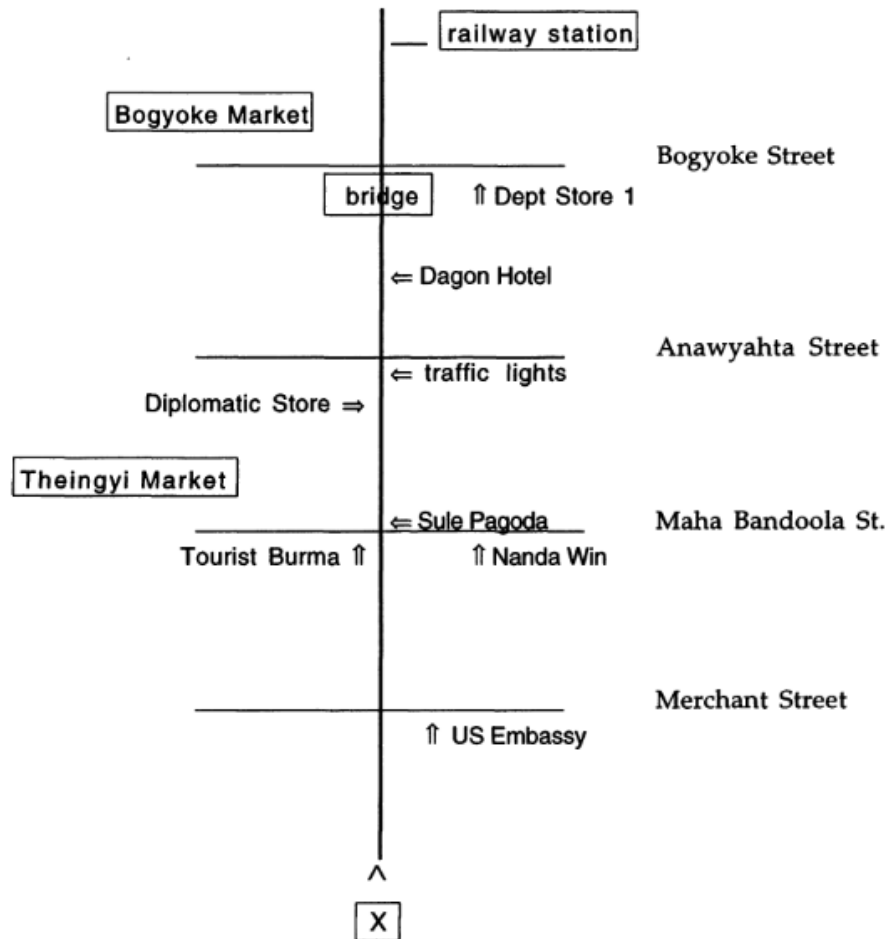 railway station
Bogyoke Market
Bogyoke Street
bridge
⇑ Dept Store 1
⇐ Dagon Hotel
Anawyahta Street
⇐ traffic lights
Diplomatic Store ⇒
Theingyi Market
⇐ Sule Pagoda
Maha Bandoola St.
Tourist Burma ⇑
⇑ Nanda Win
Merchant Street
⇑ US Embassy
^
X